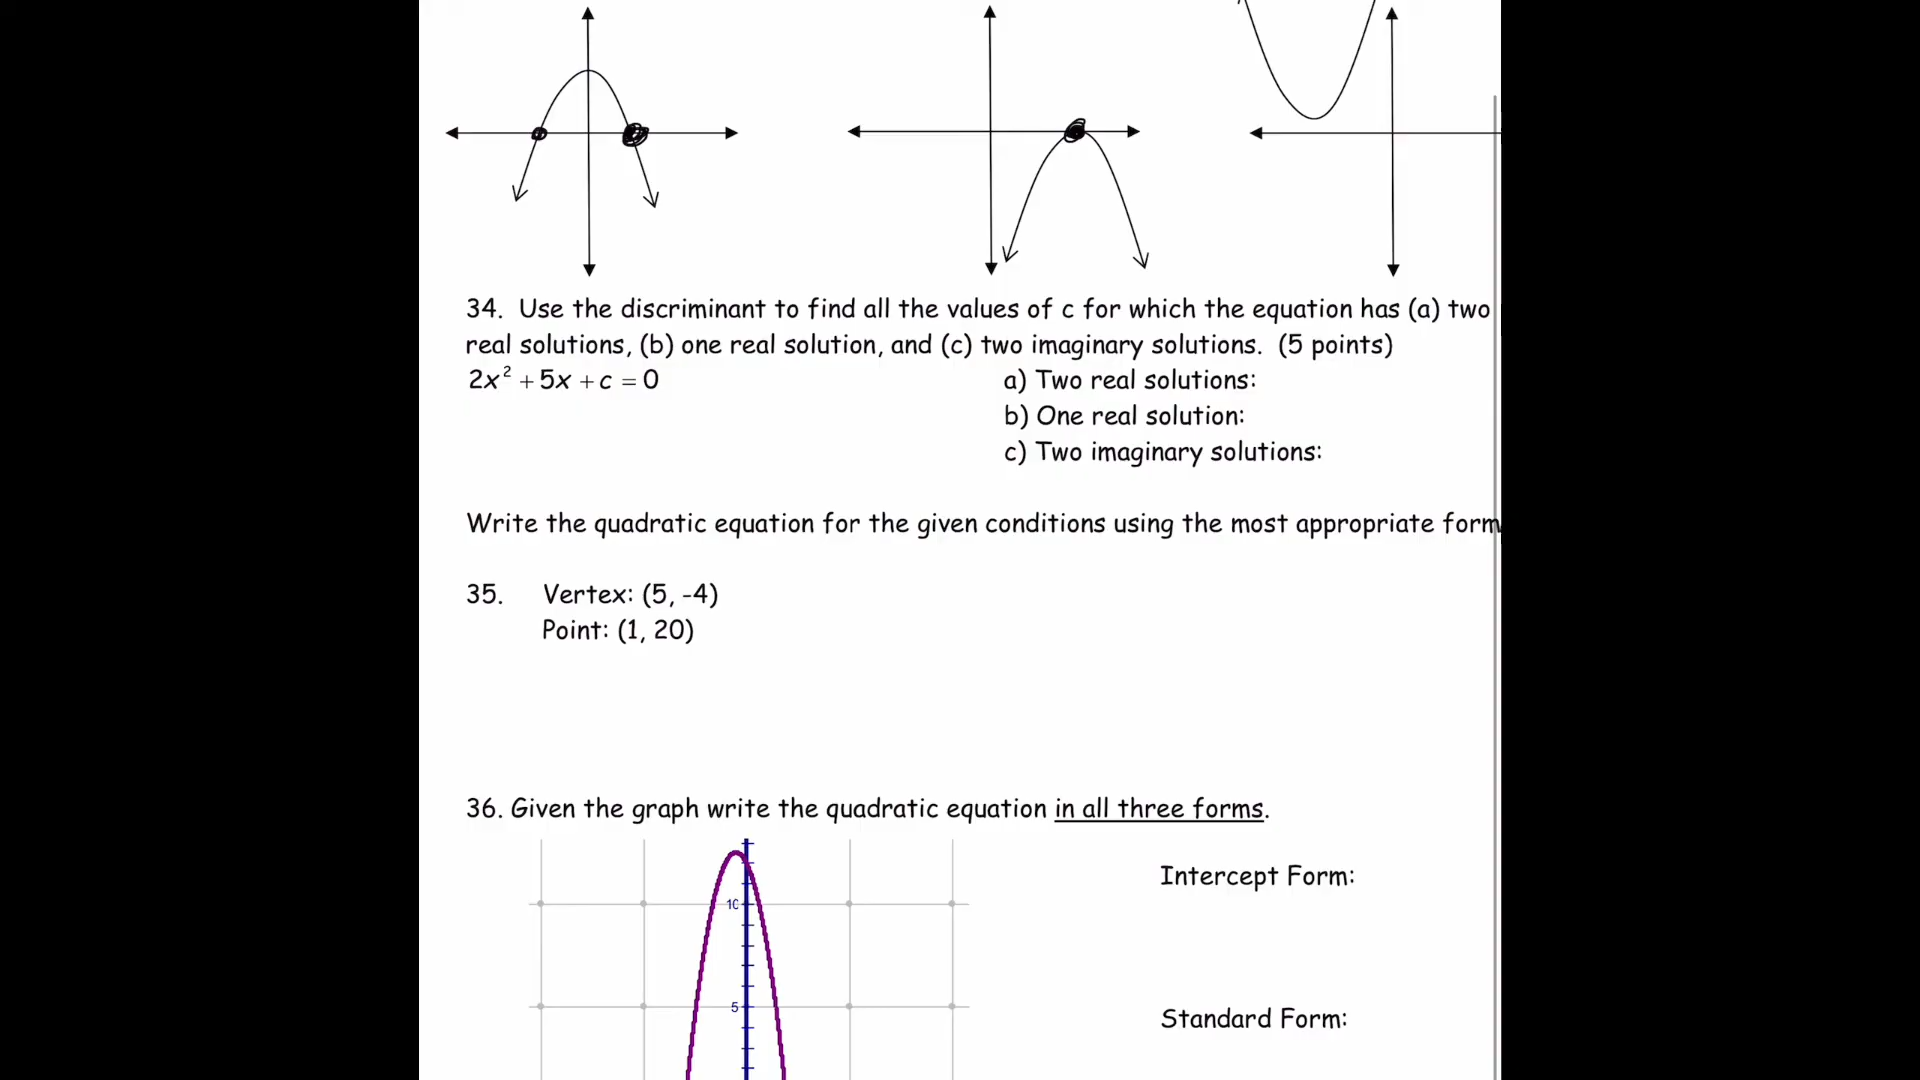 34. Use the discriminant to find all the values of c for which the equation has (a) two
real solutions, (b) one real solution, and (c) two imaginary solutions. (5 points)
2x² + 5x + c = 0
a) Two real solutions:
b) One real solution:
c) Two imaginary solutions:
Write the quadratic equation for the given conditions using the most appropriate form
35. Vertex: (5, -4)
Point: (1, 20)
36. Given the graph write the quadratic equation in all three forms.
Intercept Form:
10
5
Standard Form: